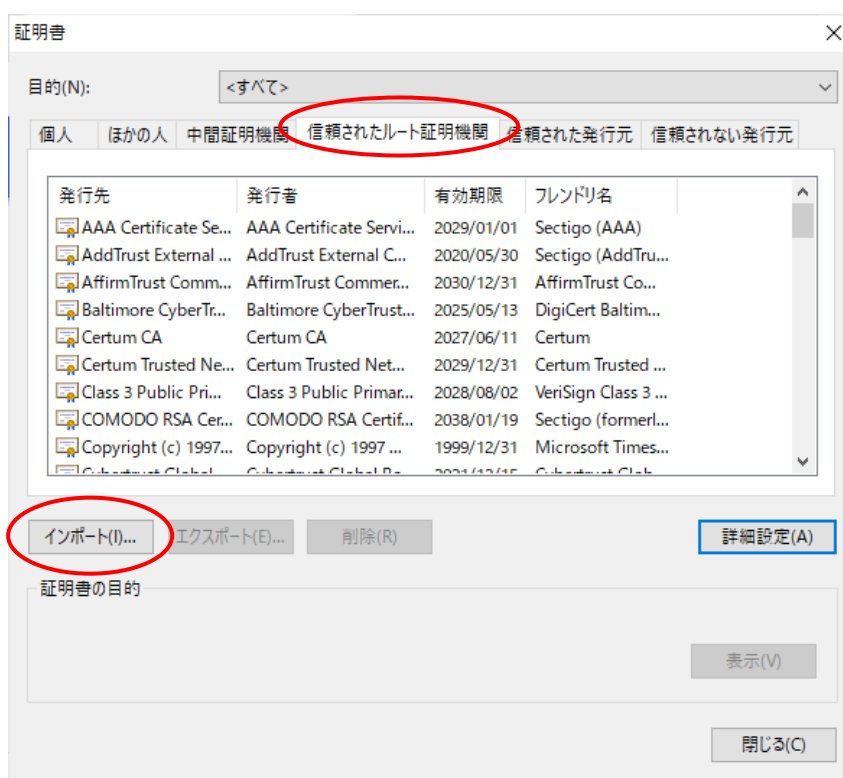 証明書
目的(N): <すべて>
個人 ほかの人 中間証明機関 信頼されたルート証明機関 信頼された発行元 信頼されない発行元
発行先 発行者 有効期限 フレンドリ名
AAA Certificate Se... AAA Certificate Servi... 2029/01/01 Sectigo (AAA)
AddTrust External ... AddTrust External C... 2020/05/30 Sectigo (AddTru...
AffirmTrust Comm... AffirmTrust Commer... 2030/12/31 AffirmTrust Co...
Baltimore CyberTr... Baltimore CyberTrust... 2025/05/13 DigiCert Baltim...
Certum CA Certum CA 2027/06/11 Certum
Certum Trusted Ne... Certum Trusted Net... 2029/12/31 Certum Trusted ...
Class 3 Public Pri... Class 3 Public Primar... 2028/08/02 VeriSign Class 3 ...
COMODO RSA Cer... COMODO RSA Certif... 2038/01/19 Sectigo (formerl...
Copyright (c) 1997... Copyright (c) 1997 ... 1999/12/31 Microsoft Times...
インポート(I)... エクスポート(E)... 削除(R) 詳細設定(A)
証明書の目的
表示(V)
閉じる(C)